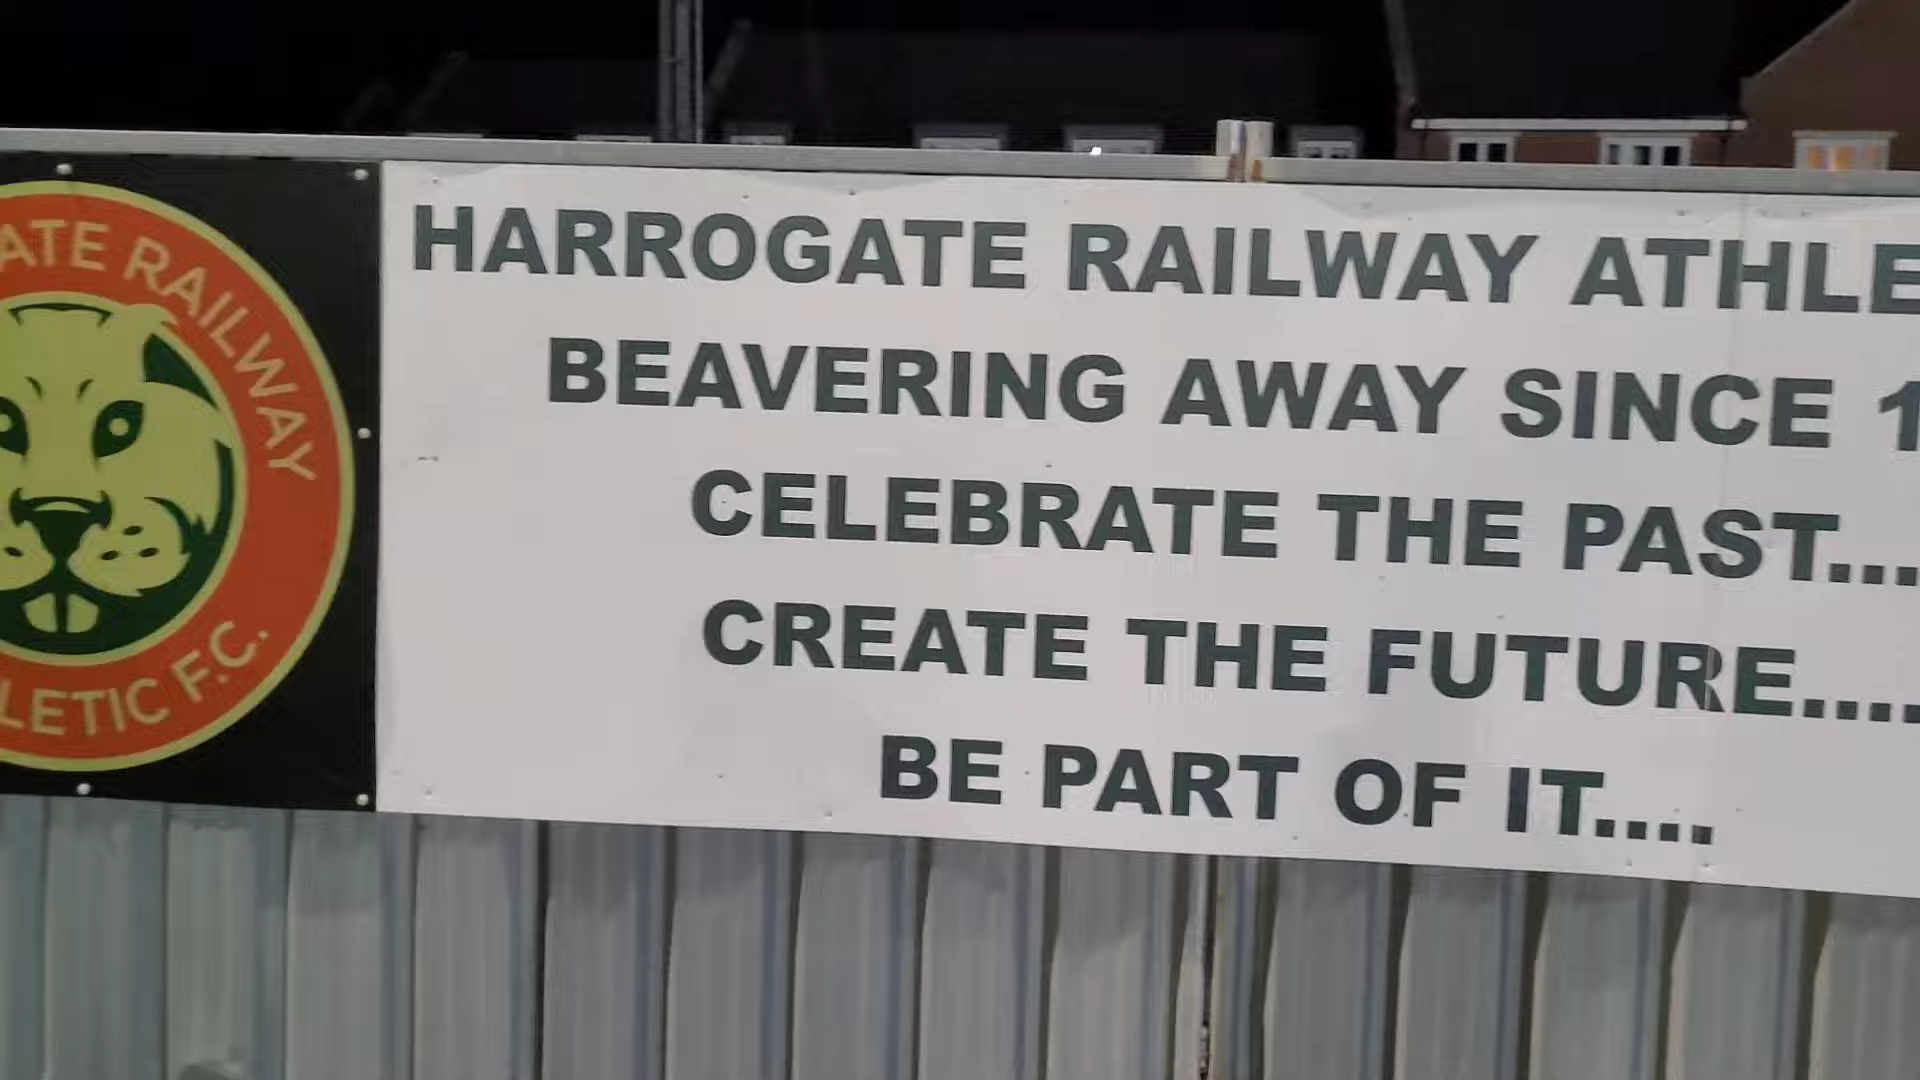 ATE RAILWAY
LETIC F.C.
HARROGATE RAILWAY ATHLE
BEAVERING AWAY SINCE 1
CELEBRATE THE PAST....
CREATE THE FUTURE....
BE PART OF IT....